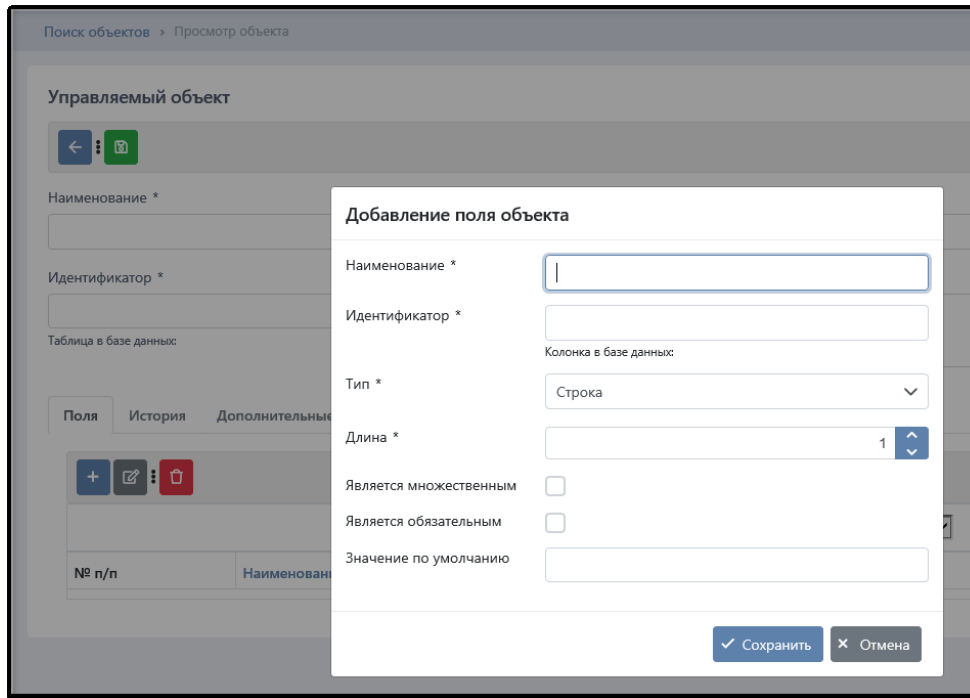 Поиск объектов › Просмотр объекта
Управляемый объект
Наименование *
Идентификатор *
Таблица в базе данных:
Поля История Дополнительные
№ п/п
Добавление поля объекта
Наименование *
Идентификатор *
Колонка в базе данных:
Тип * Строка
Длина * 1
Является множественным
Является обязательным
Значение по умолчанию
Сохранить Отмена